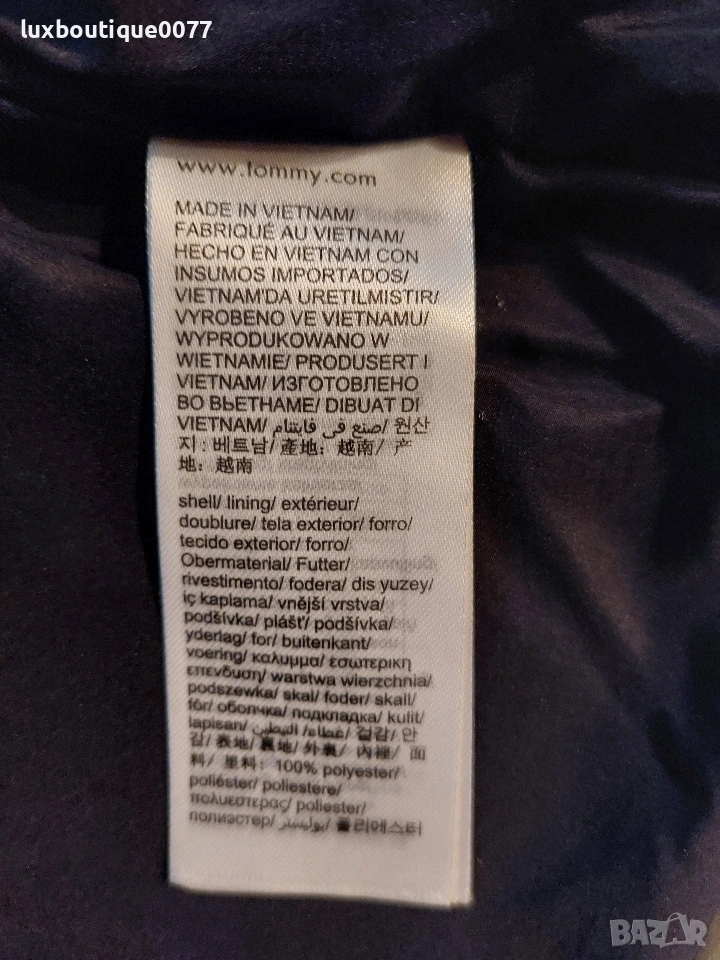 luxboutique0077
www.tommy.com
MADE IN VIETNAM/
FABRIQUÉ AU VIETNAM/
HECHO EN VIETNAM CON
INSUMOS IMPORTADOS/
VIETNAM'DA URETILMISTIR/
VYROBENO VE VIETNAMU/
WYPRODUKOWANO W
WIETNAMIE/ PRODUSERT I
VIETNAM/ ИЗГОТОВЛЕНО
ВО ВЬЕТНАМЕ/ DIBUAT DI
VIETNAM/ صنع في فايتنام/ 원산
지: 베트남/ 產地: 越南/ 产
地: 越南
shell/ lining/ extérieur/
doublure/ tela exterior/ forro/
tecido exterior/ forro/
Obermaterial/ Futter/
rivestimento/ fodera/ dis yuzey/
iç kaplama/ vnější vrstva/
podšívka/ plášť/ podšívka/
yderlag/ for/ buitenkant/
voering/ καλυμμα/ εσωτερικη
επενδυση/ warstwa wierzchnia/
podszewka/ skal/ foder/ skall/
fôr/ оболчка/ подкладка/ kulit/
lapisan/ غطاء/ التبطين/ 겉감/ 안
감/ 表地/ 裏地/ 外裏/ 內裡/ 面
料/ 里料: 100% polyester/
poliéster/ poliestere/
πολυεστερας/ poliester/
полиэстер/ بوليستر/ 폴리에스터
BAZAR